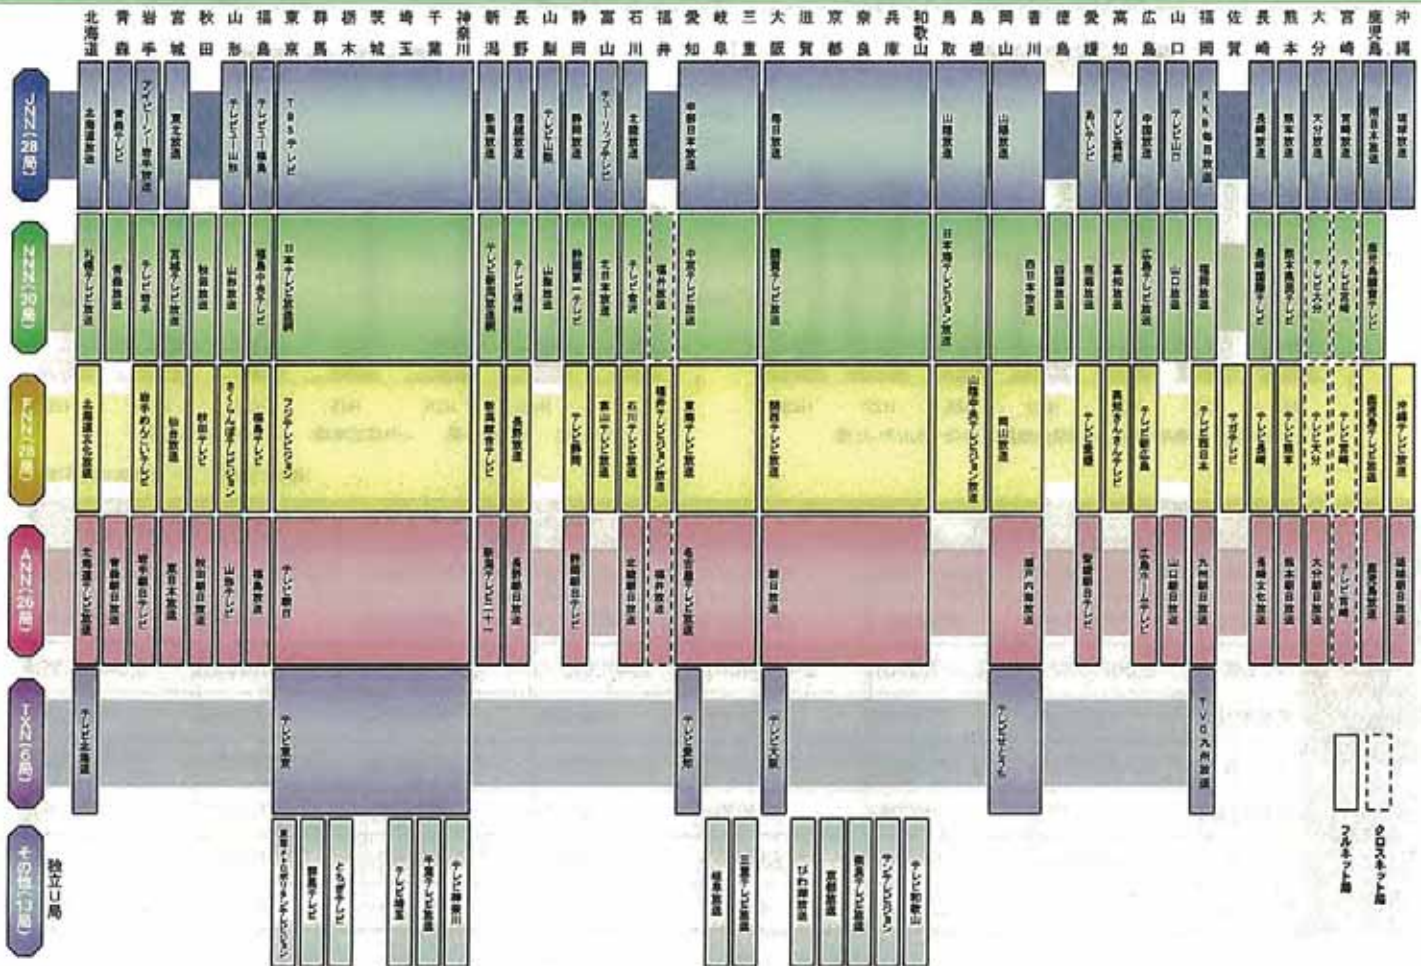 北海道 青森 岩手 宮城 秋田 山形 福島 東京 群馬 栃木 茨城 埼玉 千葉 神奈川 新潟 長野 山梨 静岡 富山 石川 福井 愛知 岐阜 三重 大阪 滋賀 京都 奈良 兵庫 和歌山 鳥取 島根 岡山 香川 徳島 愛媛 高知 広島 山口 福岡 佐賀 長崎 熊本 大分 宮崎 鹿児島 沖縄
JNN(28局)
北海道放送
青森テレビ
アイビーシー岩手放送
東北放送
テレビユー山形
テレビユー福島
TBSテレビ
新潟放送
信越放送
テレビ山梨
静岡放送
チューリップテレビ
北陸放送
中部日本放送
毎日放送
山陰放送
山陽放送
あいテレビ
テレビ高知
中国放送
テレビ山口
RKB毎日放送
長崎放送
熊本放送
大分放送
宮崎放送
南日本放送
琉球放送
NNN(30局)
札幌テレビ放送
青森放送
テレビ岩手
宮城テレビ放送
秋田放送
山形放送
福島中央テレビ
日本テレビ放送網
テレビ新潟放送網
テレビ信州
山梨放送
静岡第一テレビ
北日本放送
テレビ金沢
福井放送
中京テレビ放送
讀賣テレビ放送
日本海テレビジョン放送
西日本放送
四国放送
南海放送
高知放送
広島テレビ放送
山口放送
福岡放送
長崎國際テレビ
熊本県民テレビ
テレビ大分
テレビ宮崎
鹿児島讀賣テレビ
FNN(28局)
北海道文化放送
岩手めんこいテレビ
仙台放送
秋田テレビ
さくらんぼテレビジョン
福島テレビ
フジテレビジョン
新潟総合テレビ
長野放送
テレビ静岡
富山テレビ放送
石川テレビ放送
福井テレビジョン放送
東海テレビ放送
関西テレビ放送
山陰中央テレビジョン放送
岡山放送
テレビ愛媛
高知さんさんテレビ
テレビ新広島
テレビ西日本
サガテレビ
テレビ長崎
テレビ熊本
テレビ大分
テレビ宮崎
鹿児島テレビ放送
沖縄テレビ放送
ANN(26局)
北海道テレビ放送
青森朝日放送
岩手朝日テレビ
東日本放送
秋田朝日放送
山形テレビ
福島放送
テレビ朝日
新潟テレビ二十一
長野朝日放送
静岡朝日テレビ
北陸朝日放送
福井放送
名古屋テレビ放送
朝日放送
瀬戸内海放送
愛媛朝日テレビ
広島ホームテレビ
山口朝日放送
九州朝日放送
長崎文化放送
熊本朝日放送
大分朝日放送
テレビ宮崎
鹿児島放送
琉球朝日放送
TXN(6局)
テレビ北海道
テレビ東京
テレビ愛知
テレビ大阪
テレビせとうち
TVQ九州放送
その他(13局)
独立U局
東京メトロポリタンテレビジョン
群馬テレビ
とちぎテレビ
テレビ埼玉
千葉テレビ放送
テレビ神奈川
岐阜放送
三重テレビ放送
びわ湖放送
京都放送
奈良テレビ放送
サンテレビジョン
テレビ和歌山
クロスネット局
フルネット局